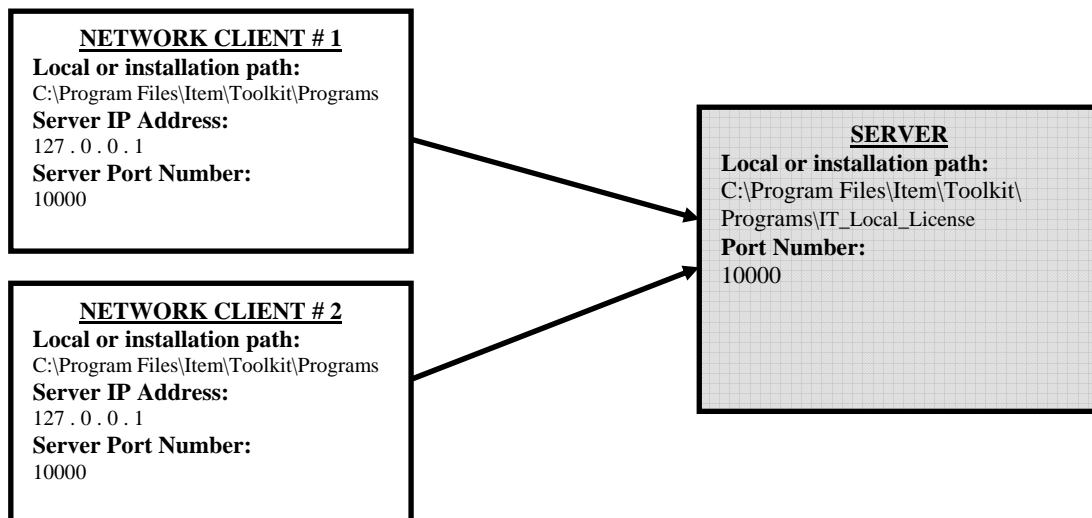 NETWORK CLIENT # 1
Local or installation path:
C:\Program Files\Item\Toolkit\Programs
Server IP Address:
127 . 0 . 0 . 1
Server Port Number:
10000
NETWORK CLIENT # 2
Local or installation path:
C:\Program Files\Item\Toolkit\Programs
Server IP Address:
127 . 0 . 0 . 1
Server Port Number:
10000
SERVER
Local or installation path:
C:\Program Files\Item\Toolkit\
Programs\IT_Local_License
Port Number:
10000